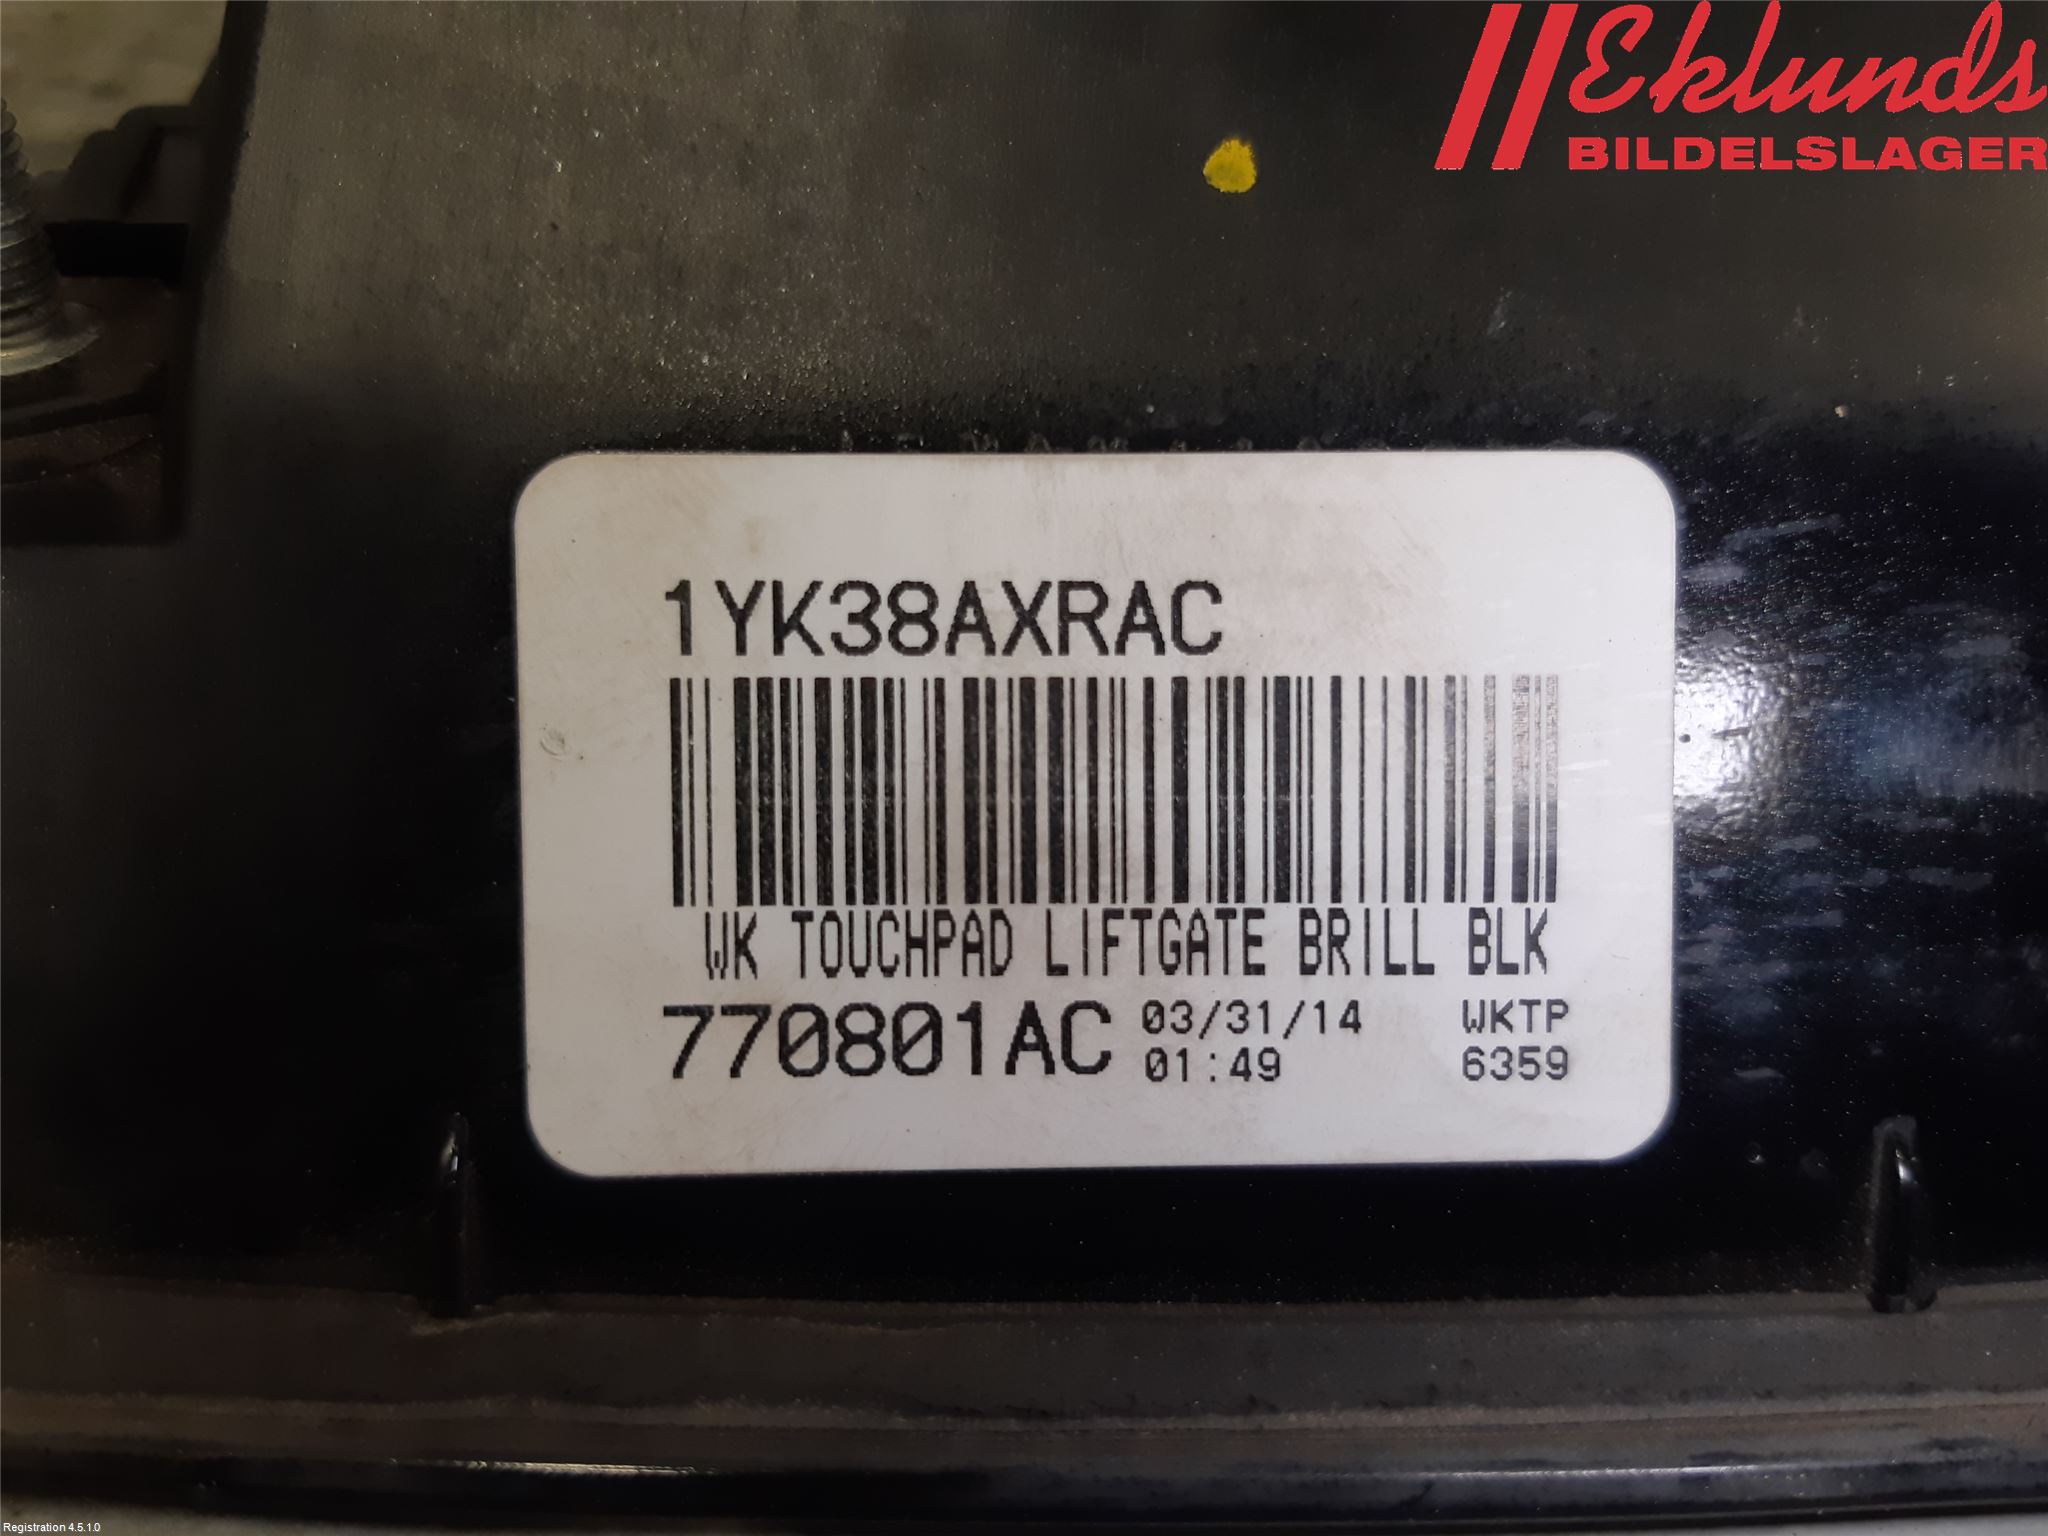 Eklunds
BILDELSLAGER
1YK38AXRAC
WK TOUCHPAD LIFTGATE BRILL BLK
770801AC 03/31/14 WKTP
01:49 6359
Registration 4.5.1.0